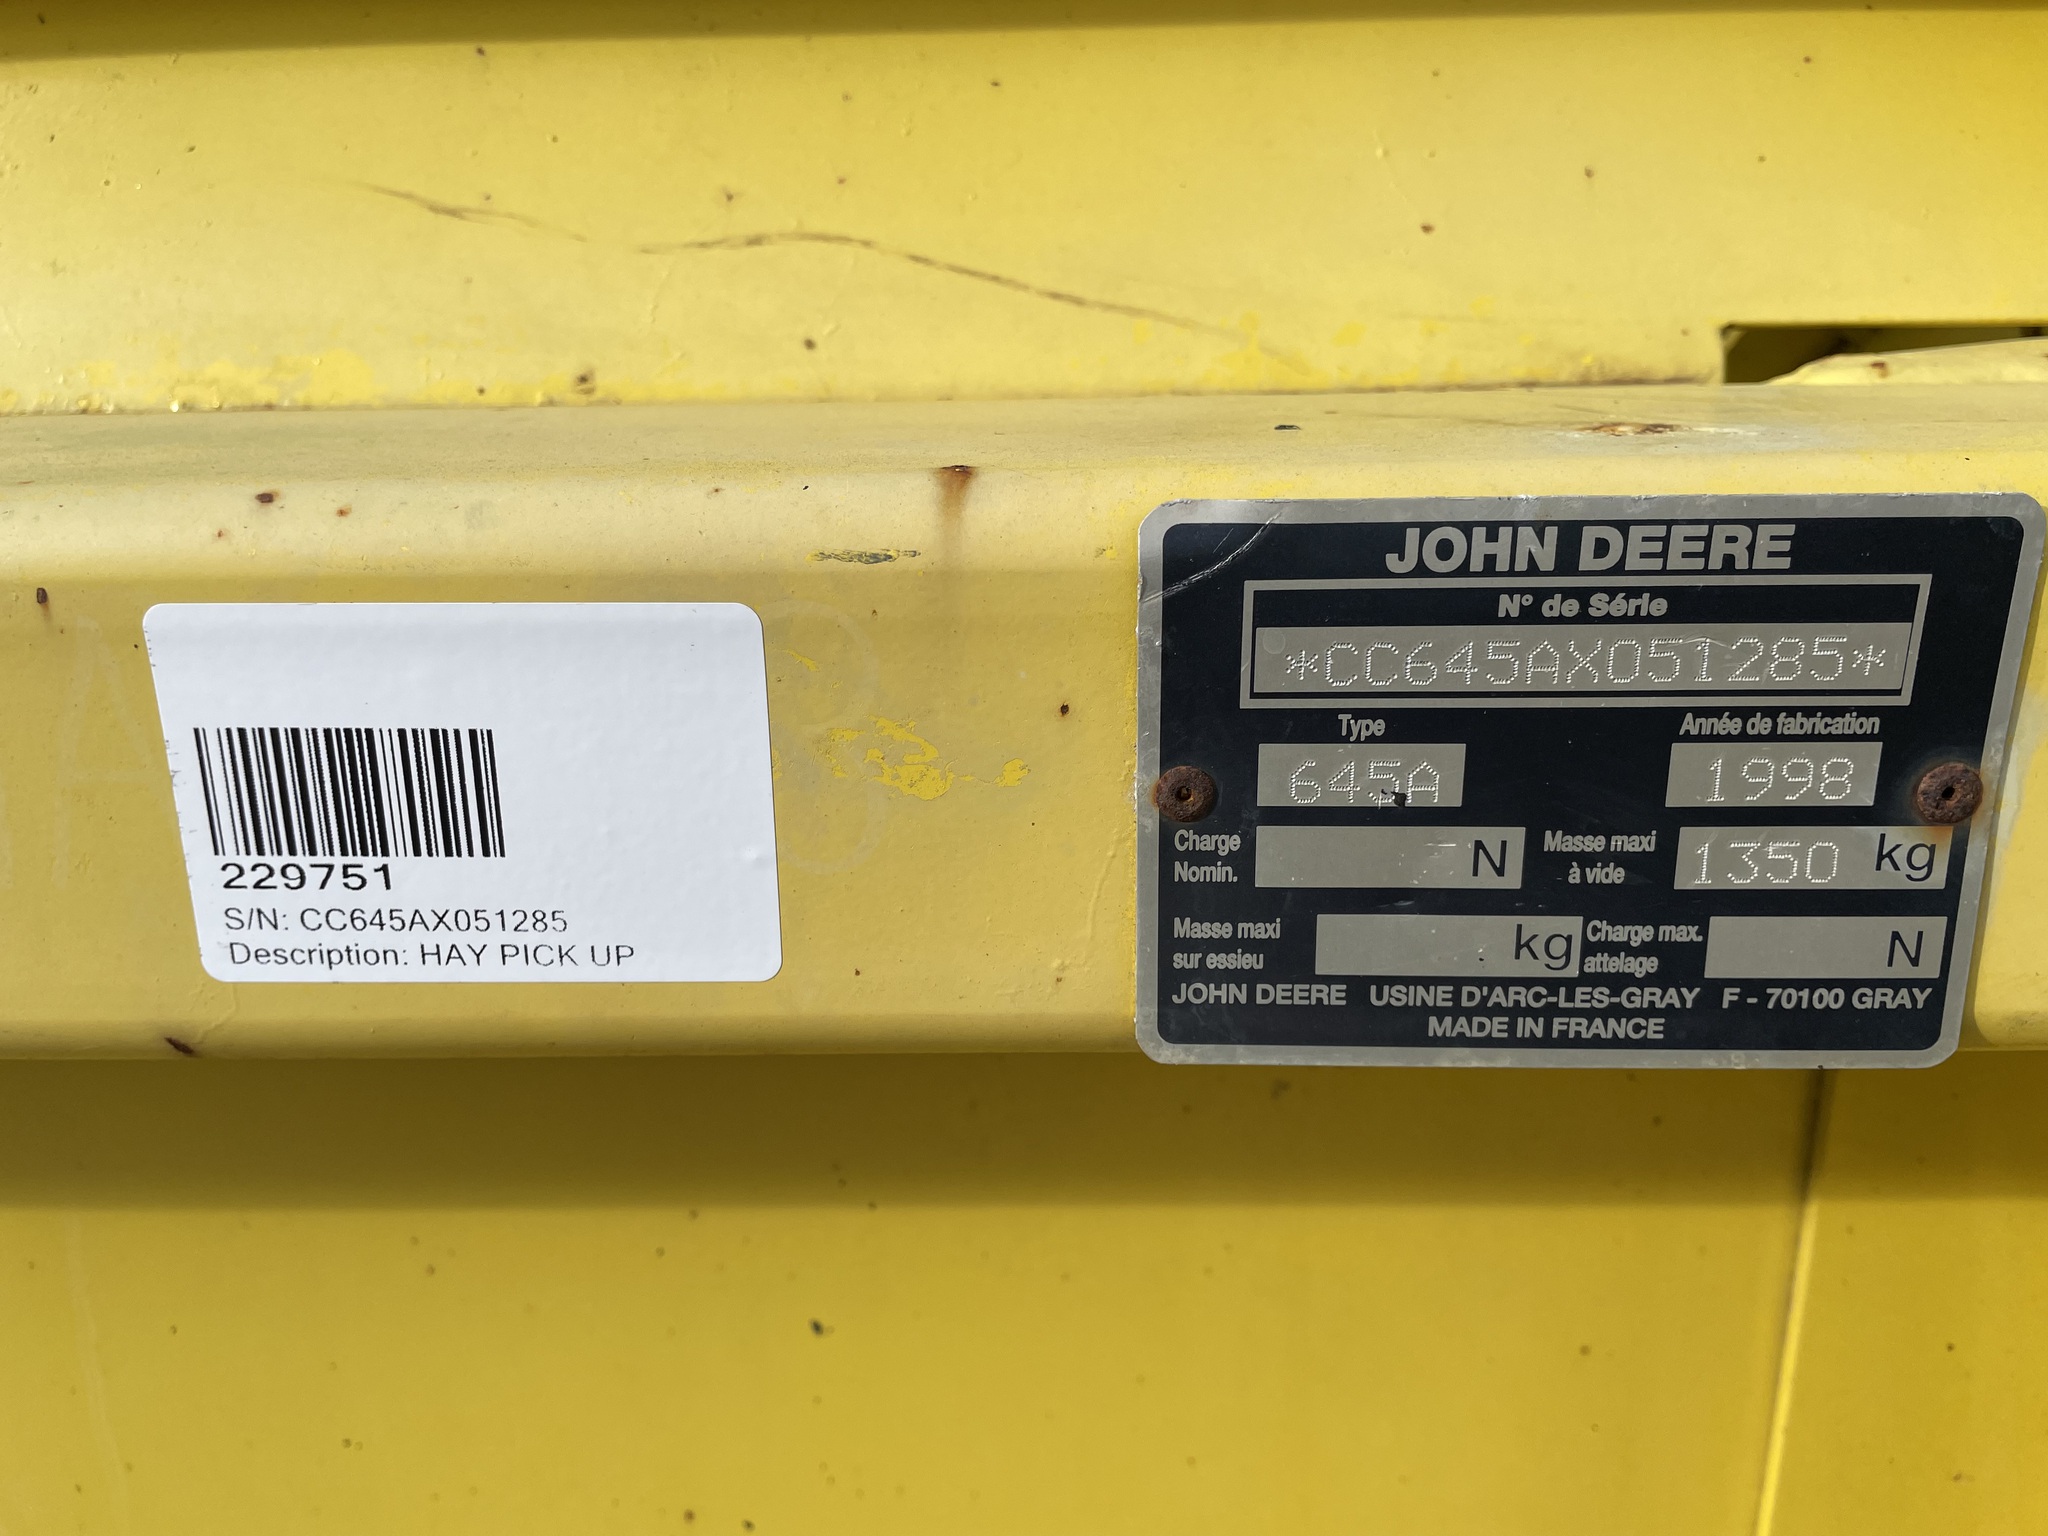 229751
S/N: CC645AX051285
Description: HAY PICK UP
JOHN DEERE
N° de Série
*CC645AX051285*
Type
Année de fabrication
645A
1998
Charge
Nomin.
N
Masse maxi
à vide
1350 kg
Masse maxi
sur essieu
kg
Charge max.
attelage
N
JOHN DEERE USINE D'ARC-LES-GRAY F - 70100 GRAY
MADE IN FRANCE